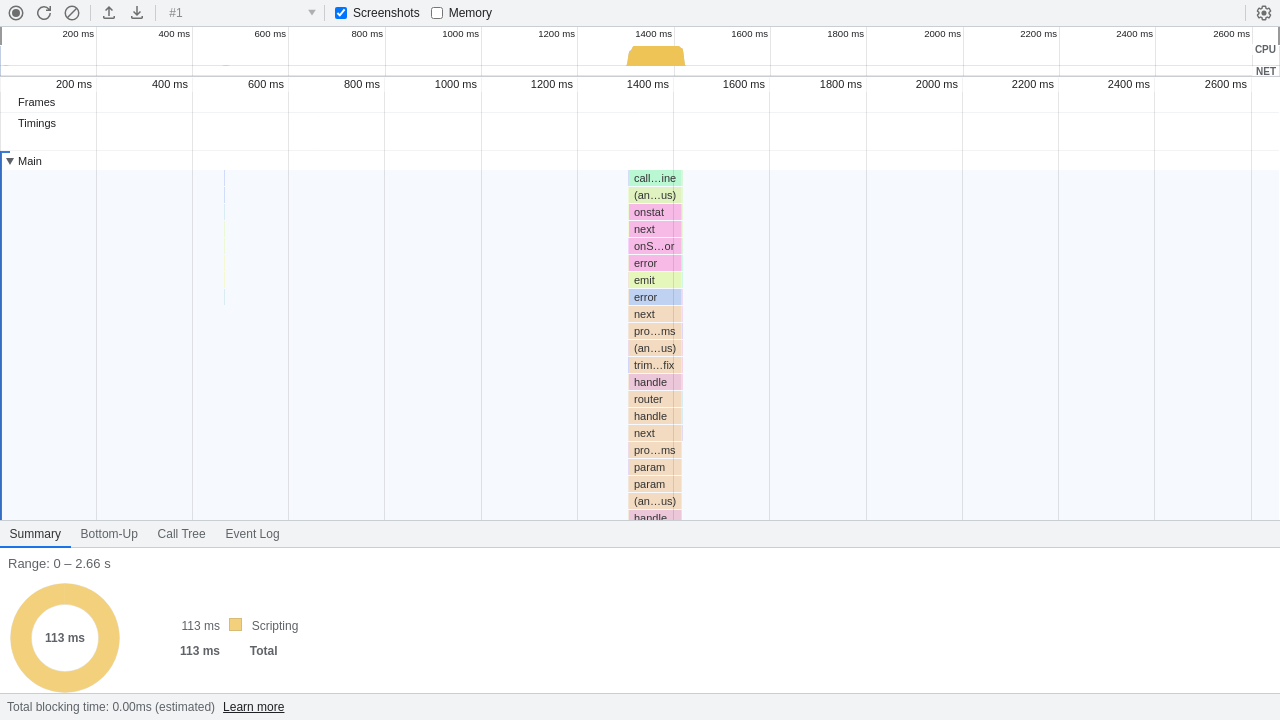 #1 Screenshots Memory
200 ms 400 ms 600 ms 800 ms 1000 ms 1200 ms 1400 ms 1600 ms 1800 ms 2000 ms 2200 ms 2400 ms 2600 ms
CPU
NET
200 ms 400 ms 600 ms 800 ms 1000 ms 1200 ms 1400 ms 1600 ms 1800 ms 2000 ms 2200 ms 2400 ms 2600 ms
Frames
Timings
Main
call…ine
(an…us)
onstat
next
onS…or
error
emit
error
next
pro…ms
(an…us)
trim…fix
handle
router
handle
next
pro…ms
param
param
(an…us)
handle
Summary Bottom-Up Call Tree Event Log
Range: 0 – 2.66 s
113 ms
113 ms Scripting
113 ms Total
Total blocking time: 0.00ms (estimated) Learn more